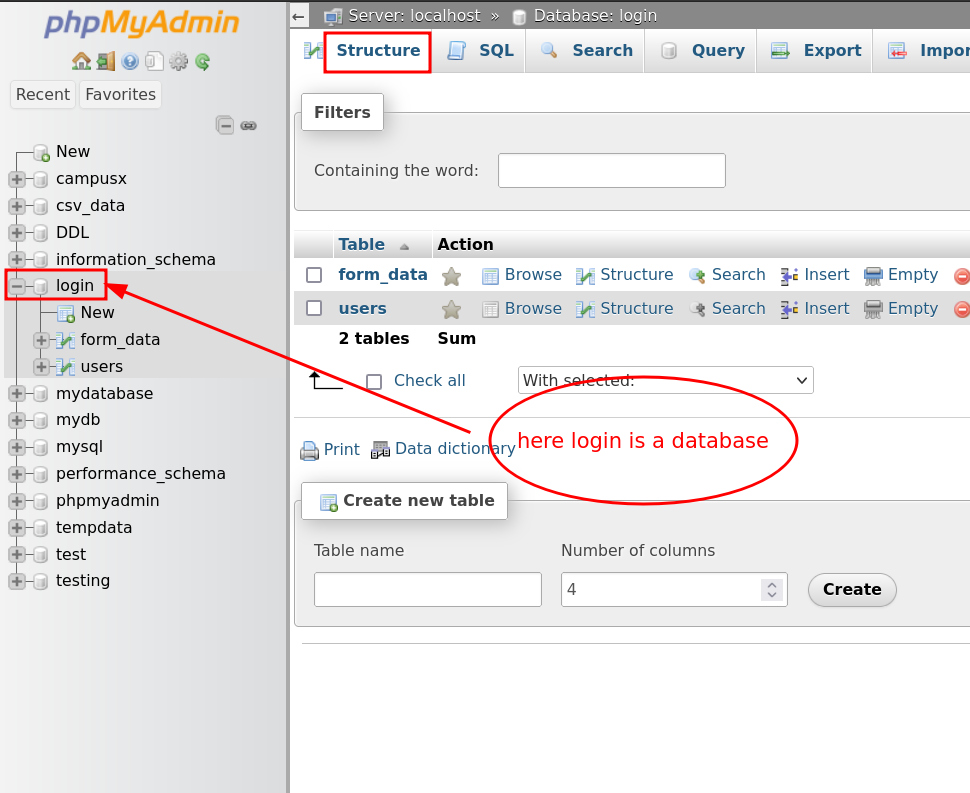 phpMyAdmin
Recent Favorites
New
campusx
csv_data
DDL
information_schema
login
New
form_data
users
mydatabase
mydb
mysql
performance_schema
phpmyadmin
tempdata
test
testing
Server: localhost » Database: login
Structure SQL Search Query Export Impor
Filters
Containing the word:
Table Action
form_data Browse Structure Search Insert Empty
users Browse Structure Search Insert Empty
2 tables Sum
Check all With selected:
here login is a database
Print Data dictionary
Create new table
Table name Number of columns
4 Create